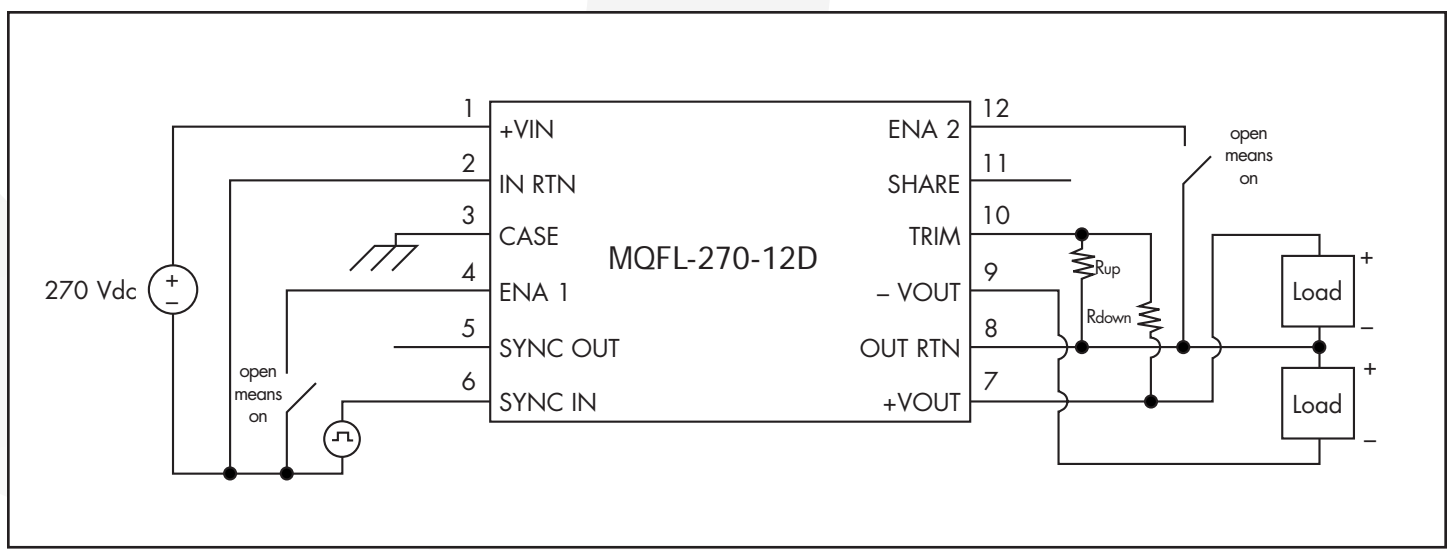 1
+VIN
2
IN RTN
3
CASE
4
ENA 1
5
SYNC OUT
6
SYNC IN
270 Vdc
+
–
open
means
on
MQFL-270-12D
12
ENA 2
11
SHARE
10
TRIM
9
– VOUT
8
OUT RTN
7
+VOUT
Rup
Rdown
open
means
on
Load
+
–
Load
+
–